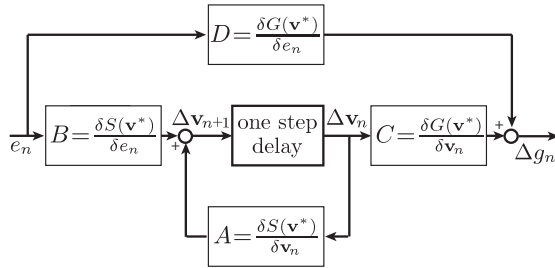 D = δG(v*)/δe_n
e_n
B = δS(v*)/δe_n
+
+
Δv_{n+1}
one step
delay
Δv_n
C = δG(v*)/δv_n
+
Δg_n
A = δS(v*)/δv_n